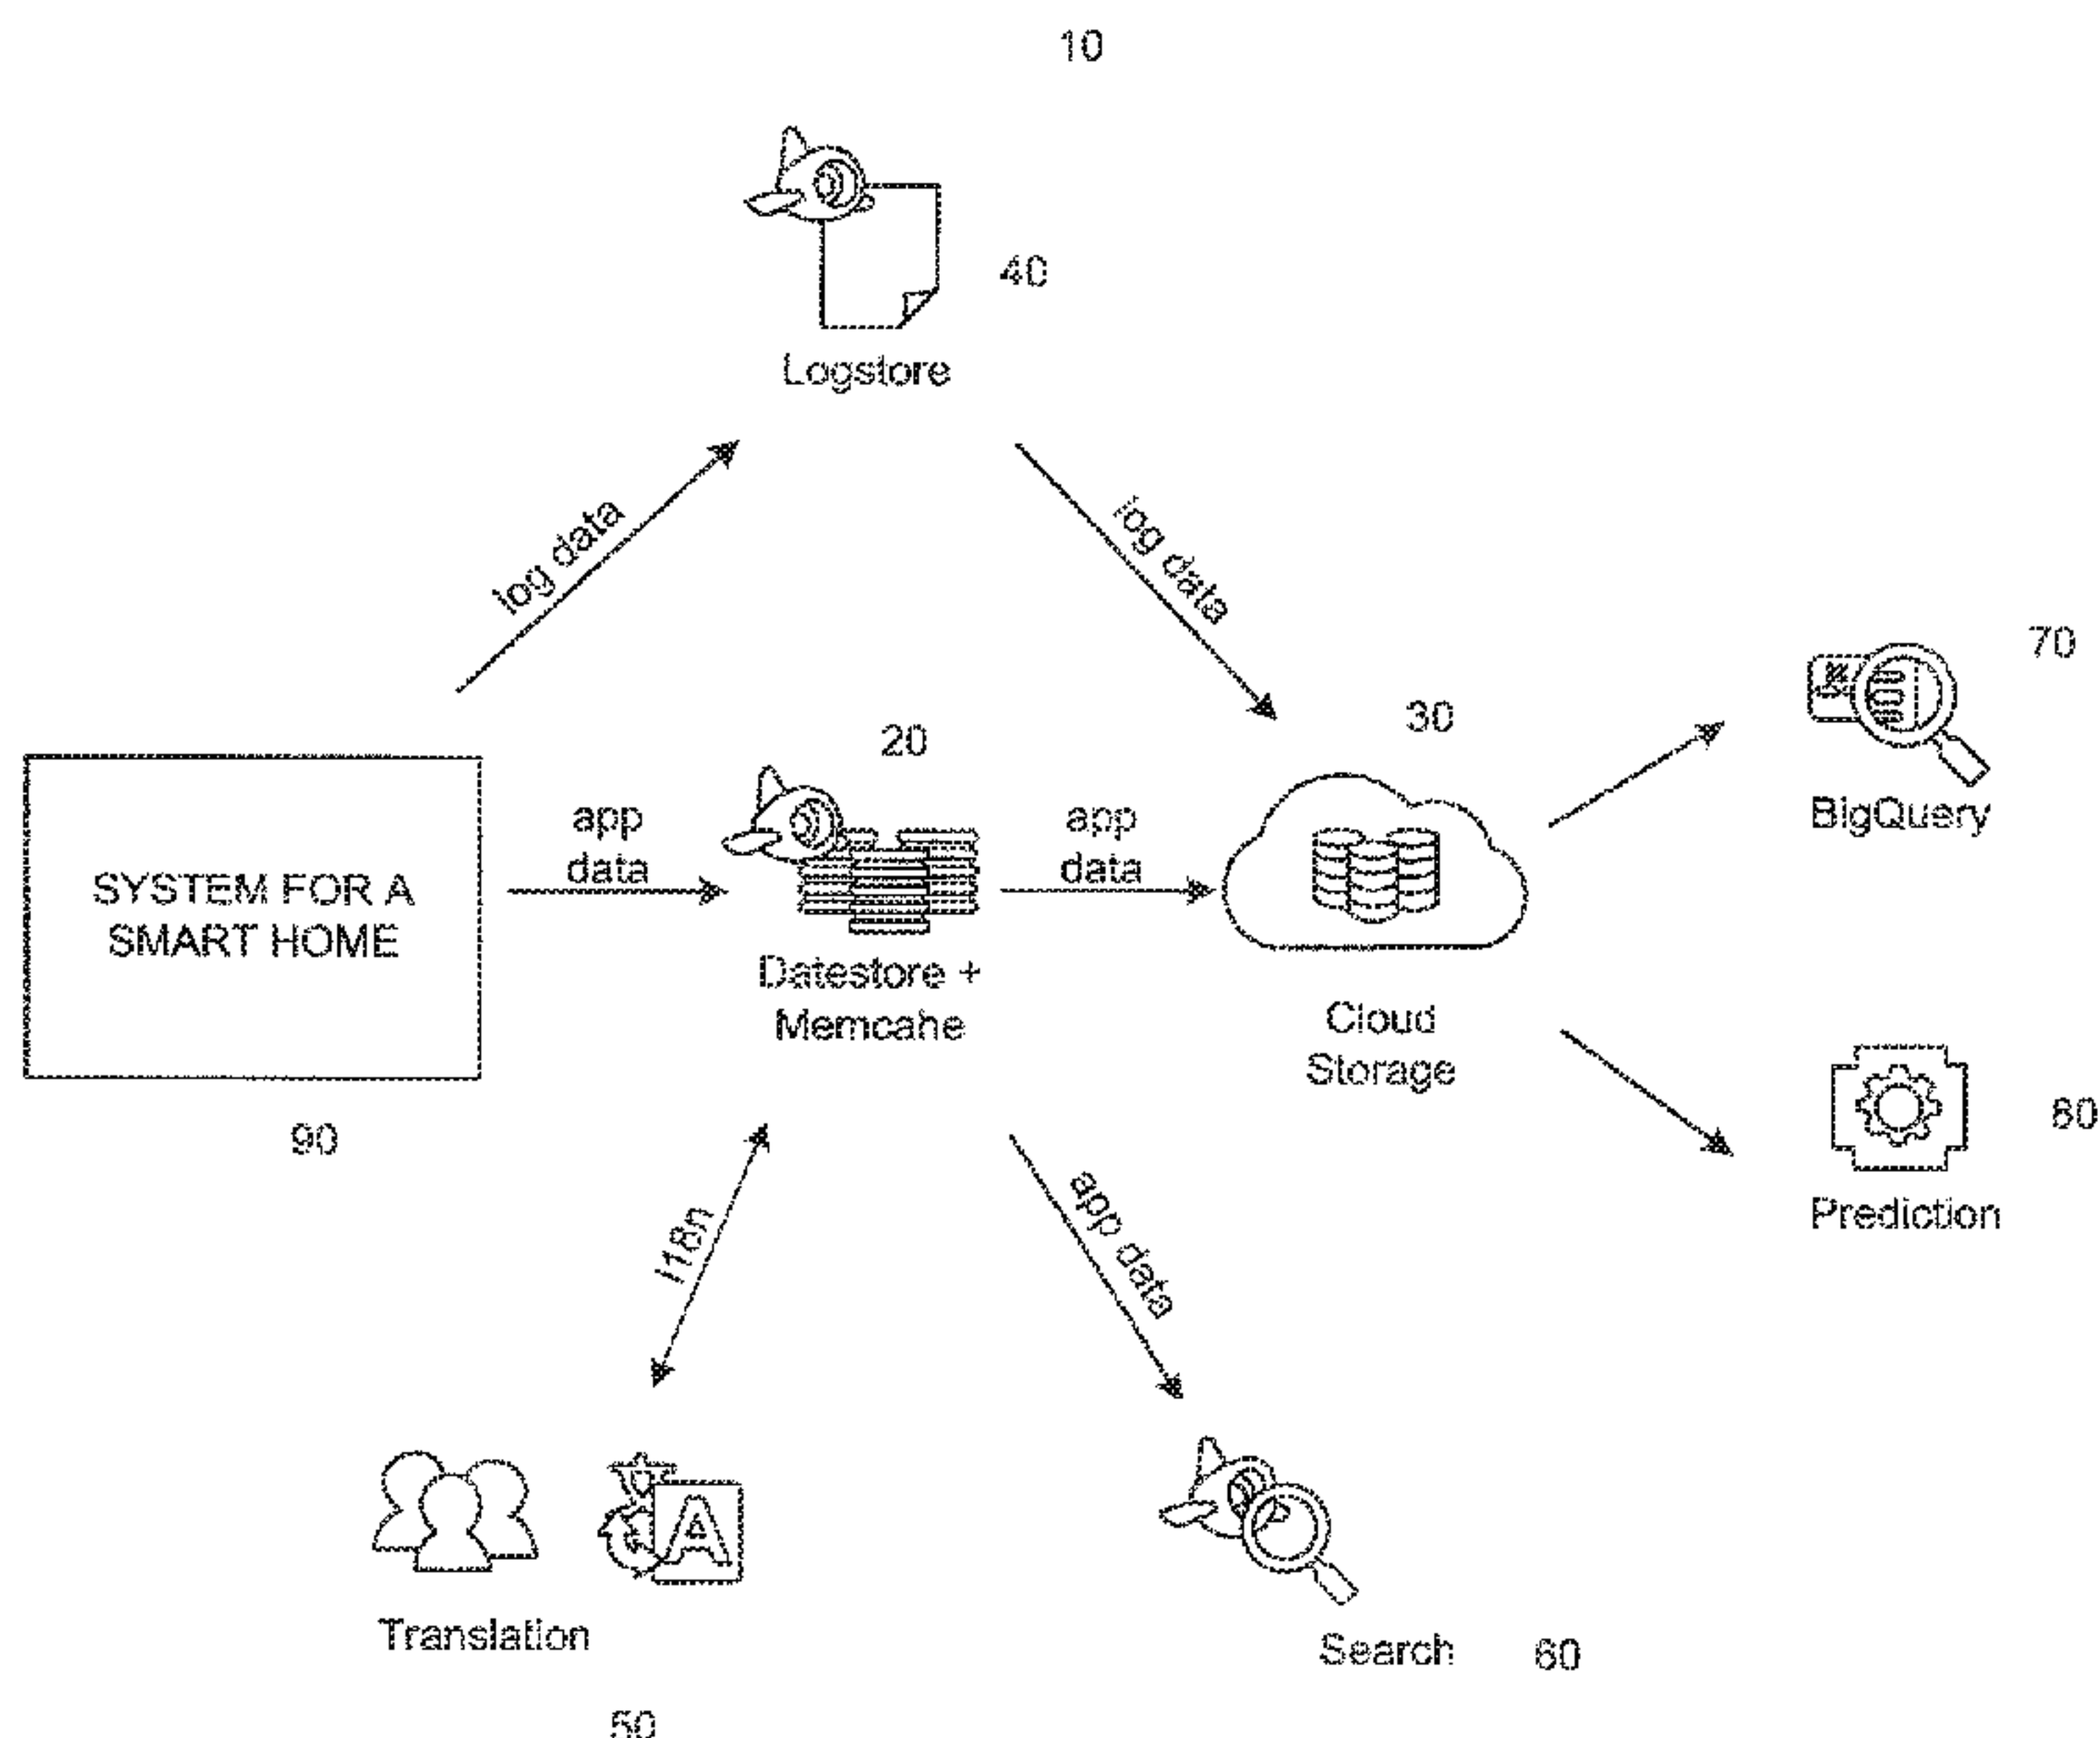 10
40
Logstore
log data
log data
70
BigQuery
30
20
app
data
app
data
SYSTEM FOR A
SMART HOME
Datestore +
Memcahe
Cloud
Storage
90
80
Prediction
i18n
app data
Translation
Search
60
50